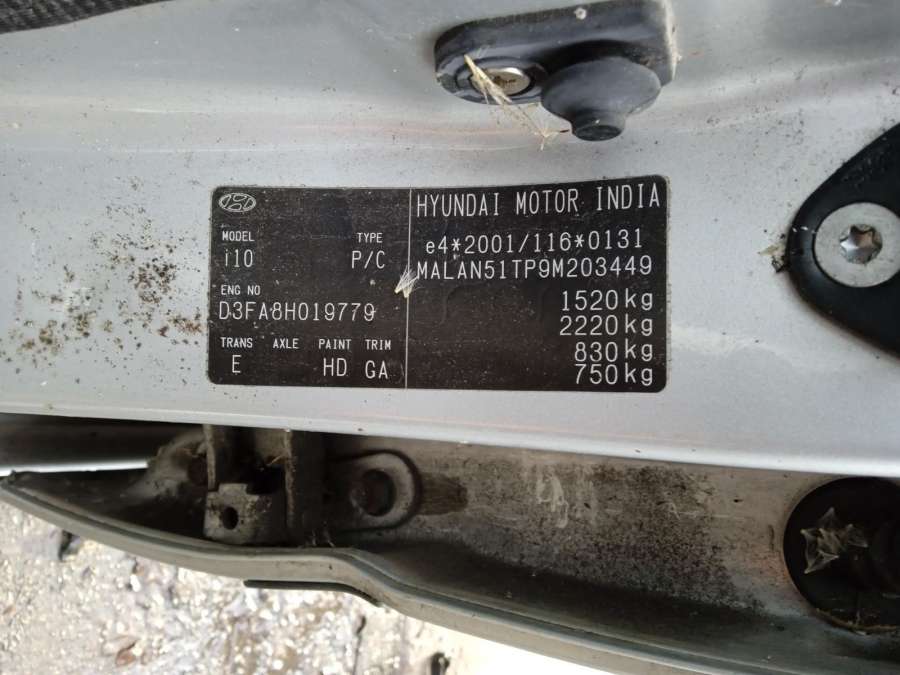 HYUNDAI MOTOR INDIA
MODEL TYPE
i10 P/C
ENG NO
D3FA8H019779
TRANS AXLE PAINT TRIM
E HD GA
e4*2001/116*0131
MALAN51TP9M203449
1520kg
2220kg
830kg
750kg